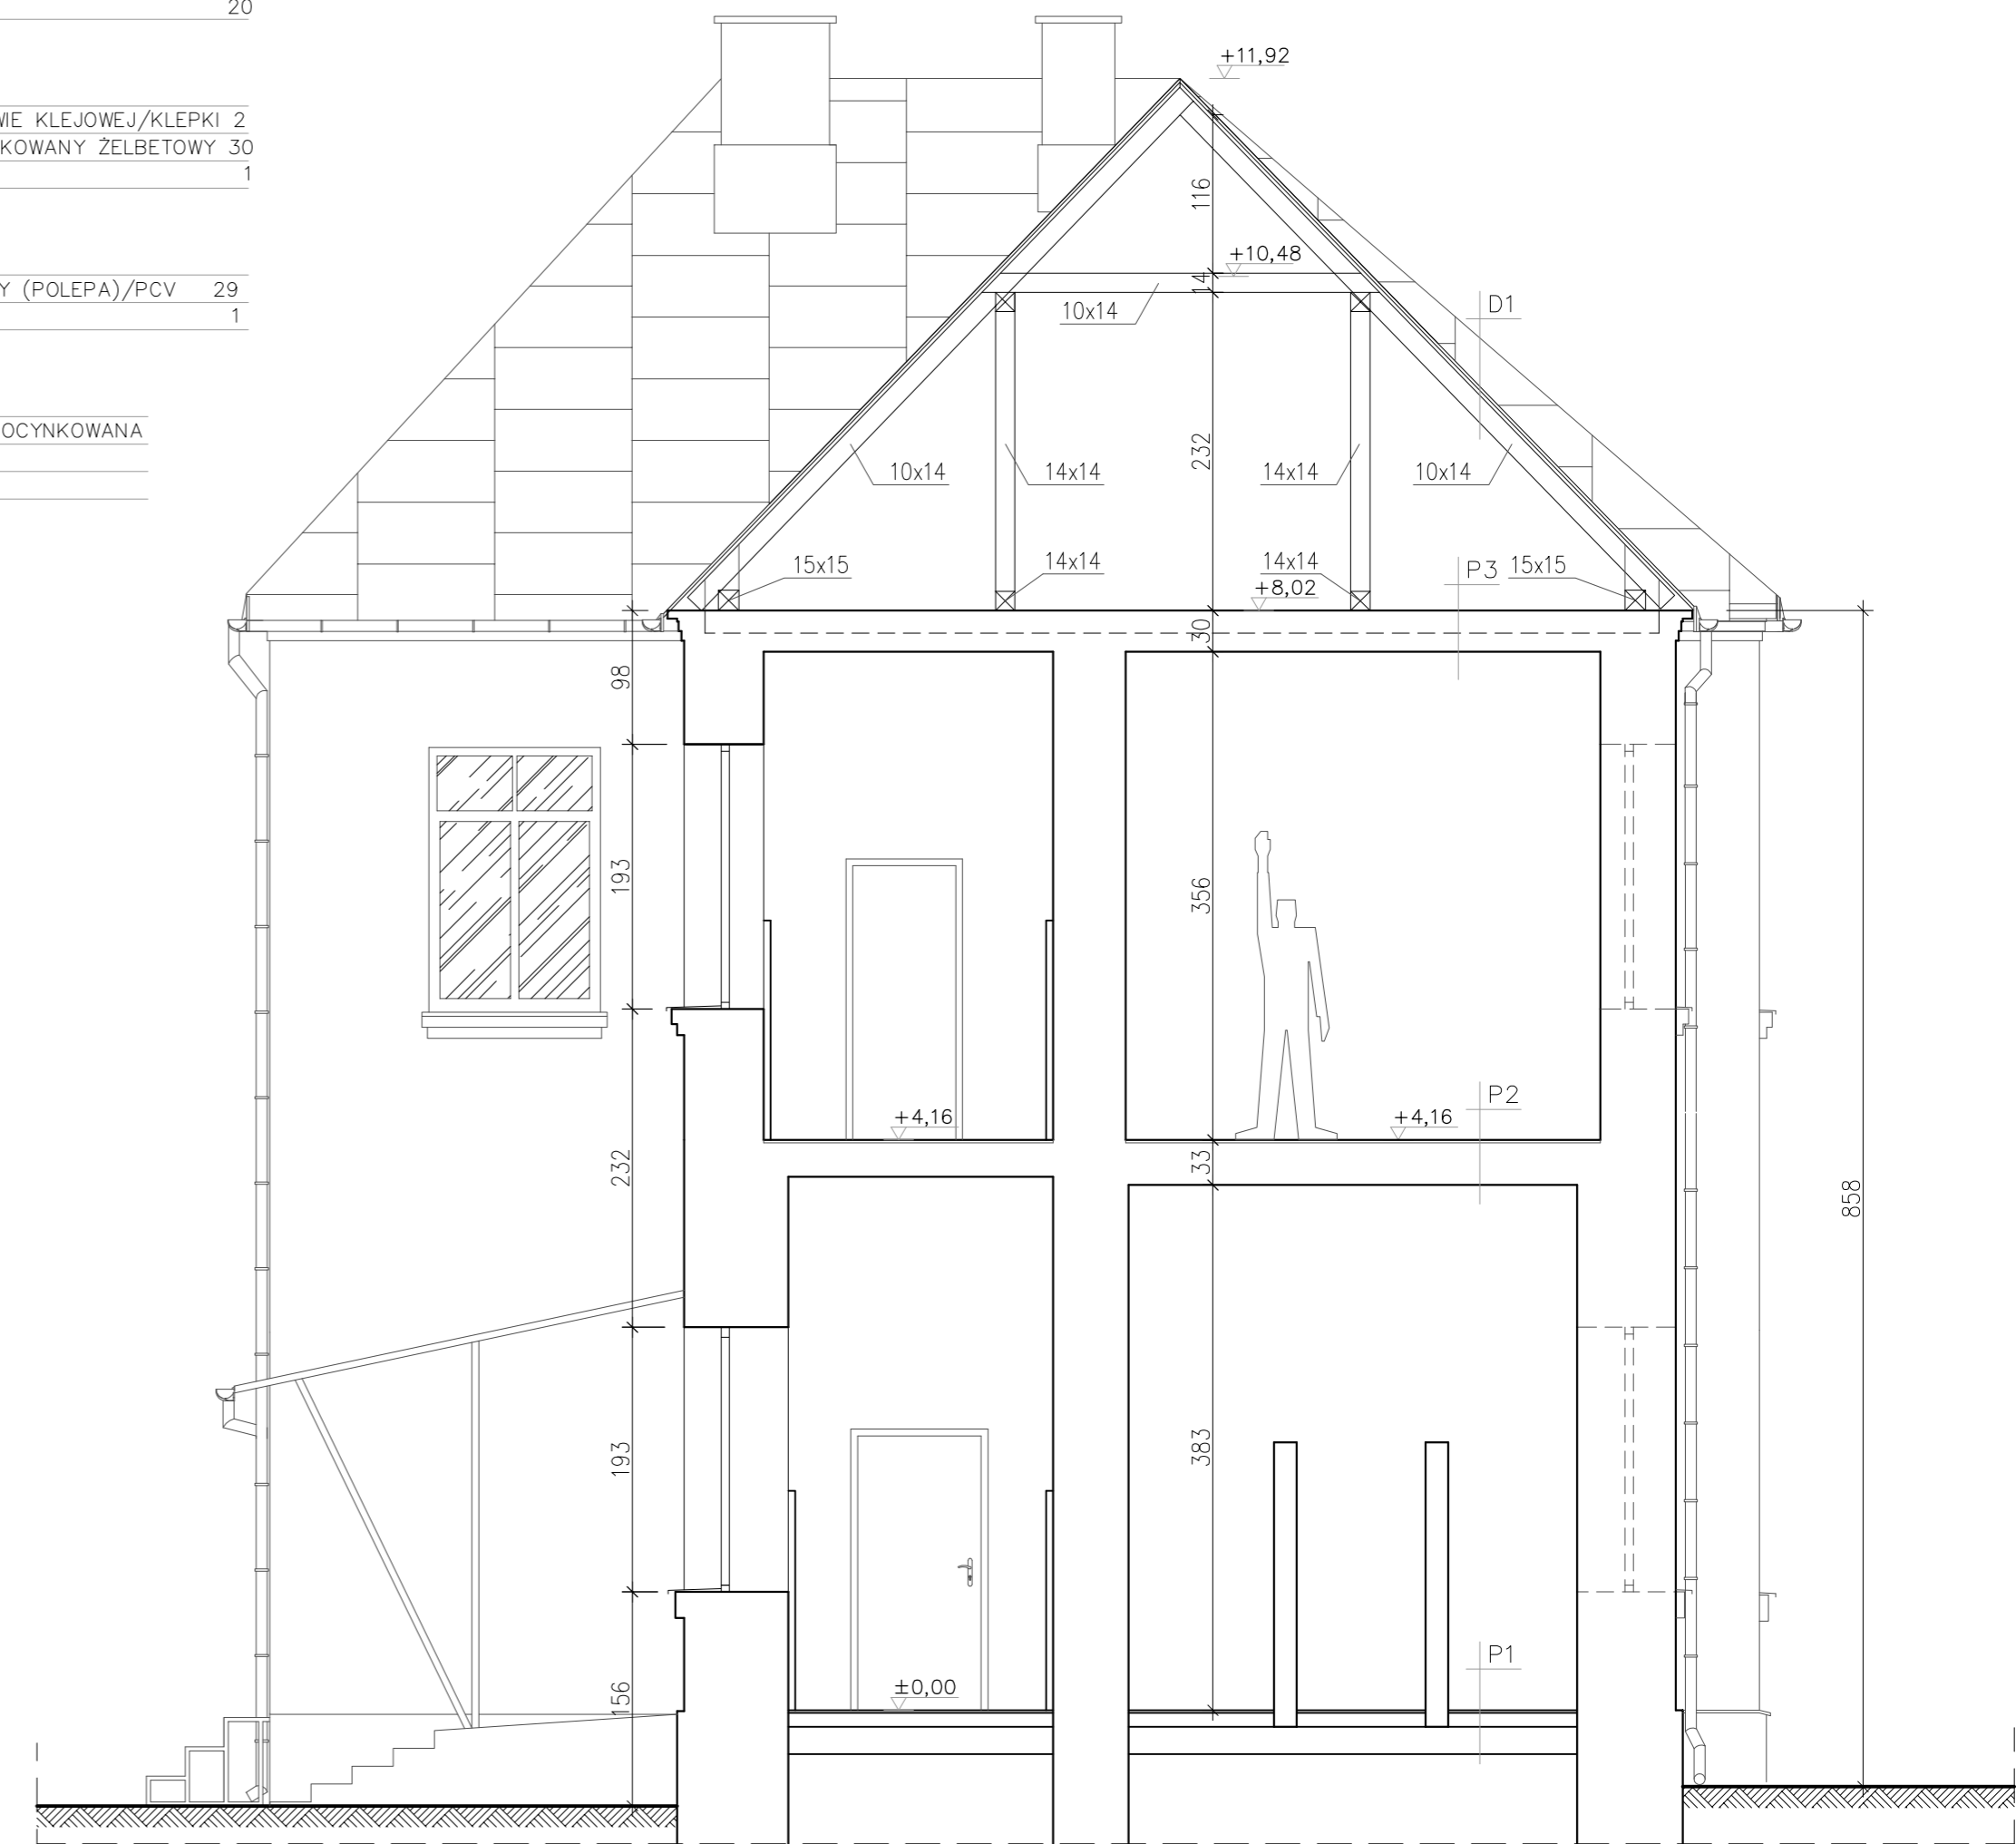 20
WIE KLEJOWEJ/KLEPKI 2
KOWANY ŻELBETOWY 30
1
Y (POLEPA)/PCV 29
1
OCYNKOWANA
+11,92
116
+10,48
14
10x14
D1
232
10x14
14x14
14x14
10x14
15x15
14x14
14x14
P3
15x15
+8,02
30
98
193
356
+4,16
+4,16
P2
33
232
858
193
383
P1
±0,00
156